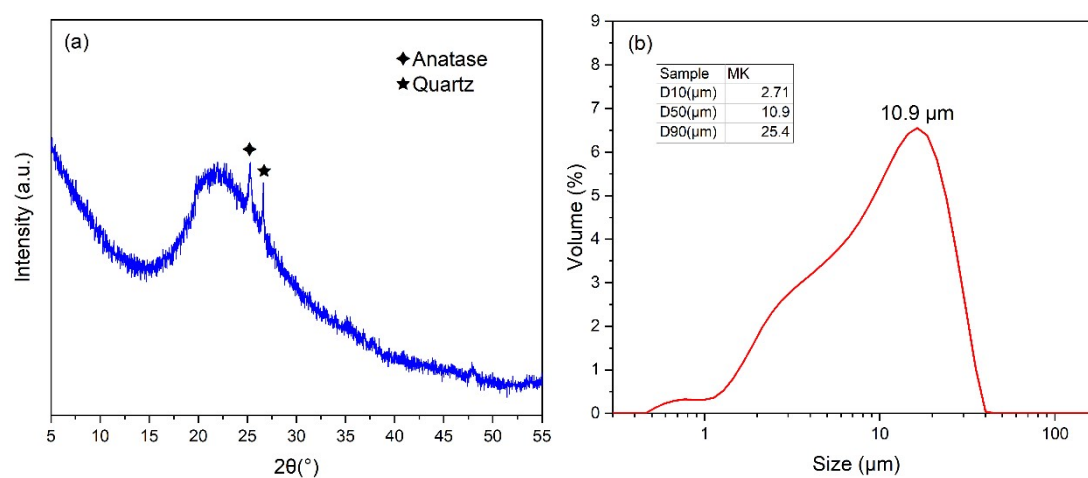 (a)
✦ Anatase
★ Quartz
Intensity (a.u.)
5 10 15 20 25 30 35 40 45 50 55
2θ(°)
(b)
Sample MK
D10(µm) 2.71
D50(µm) 10.9
D90(µm) 25.4
10.9 µm
Volume (%)
9
8
7
6
5
4
3
2
1
0
1 10 100
Size (µm)